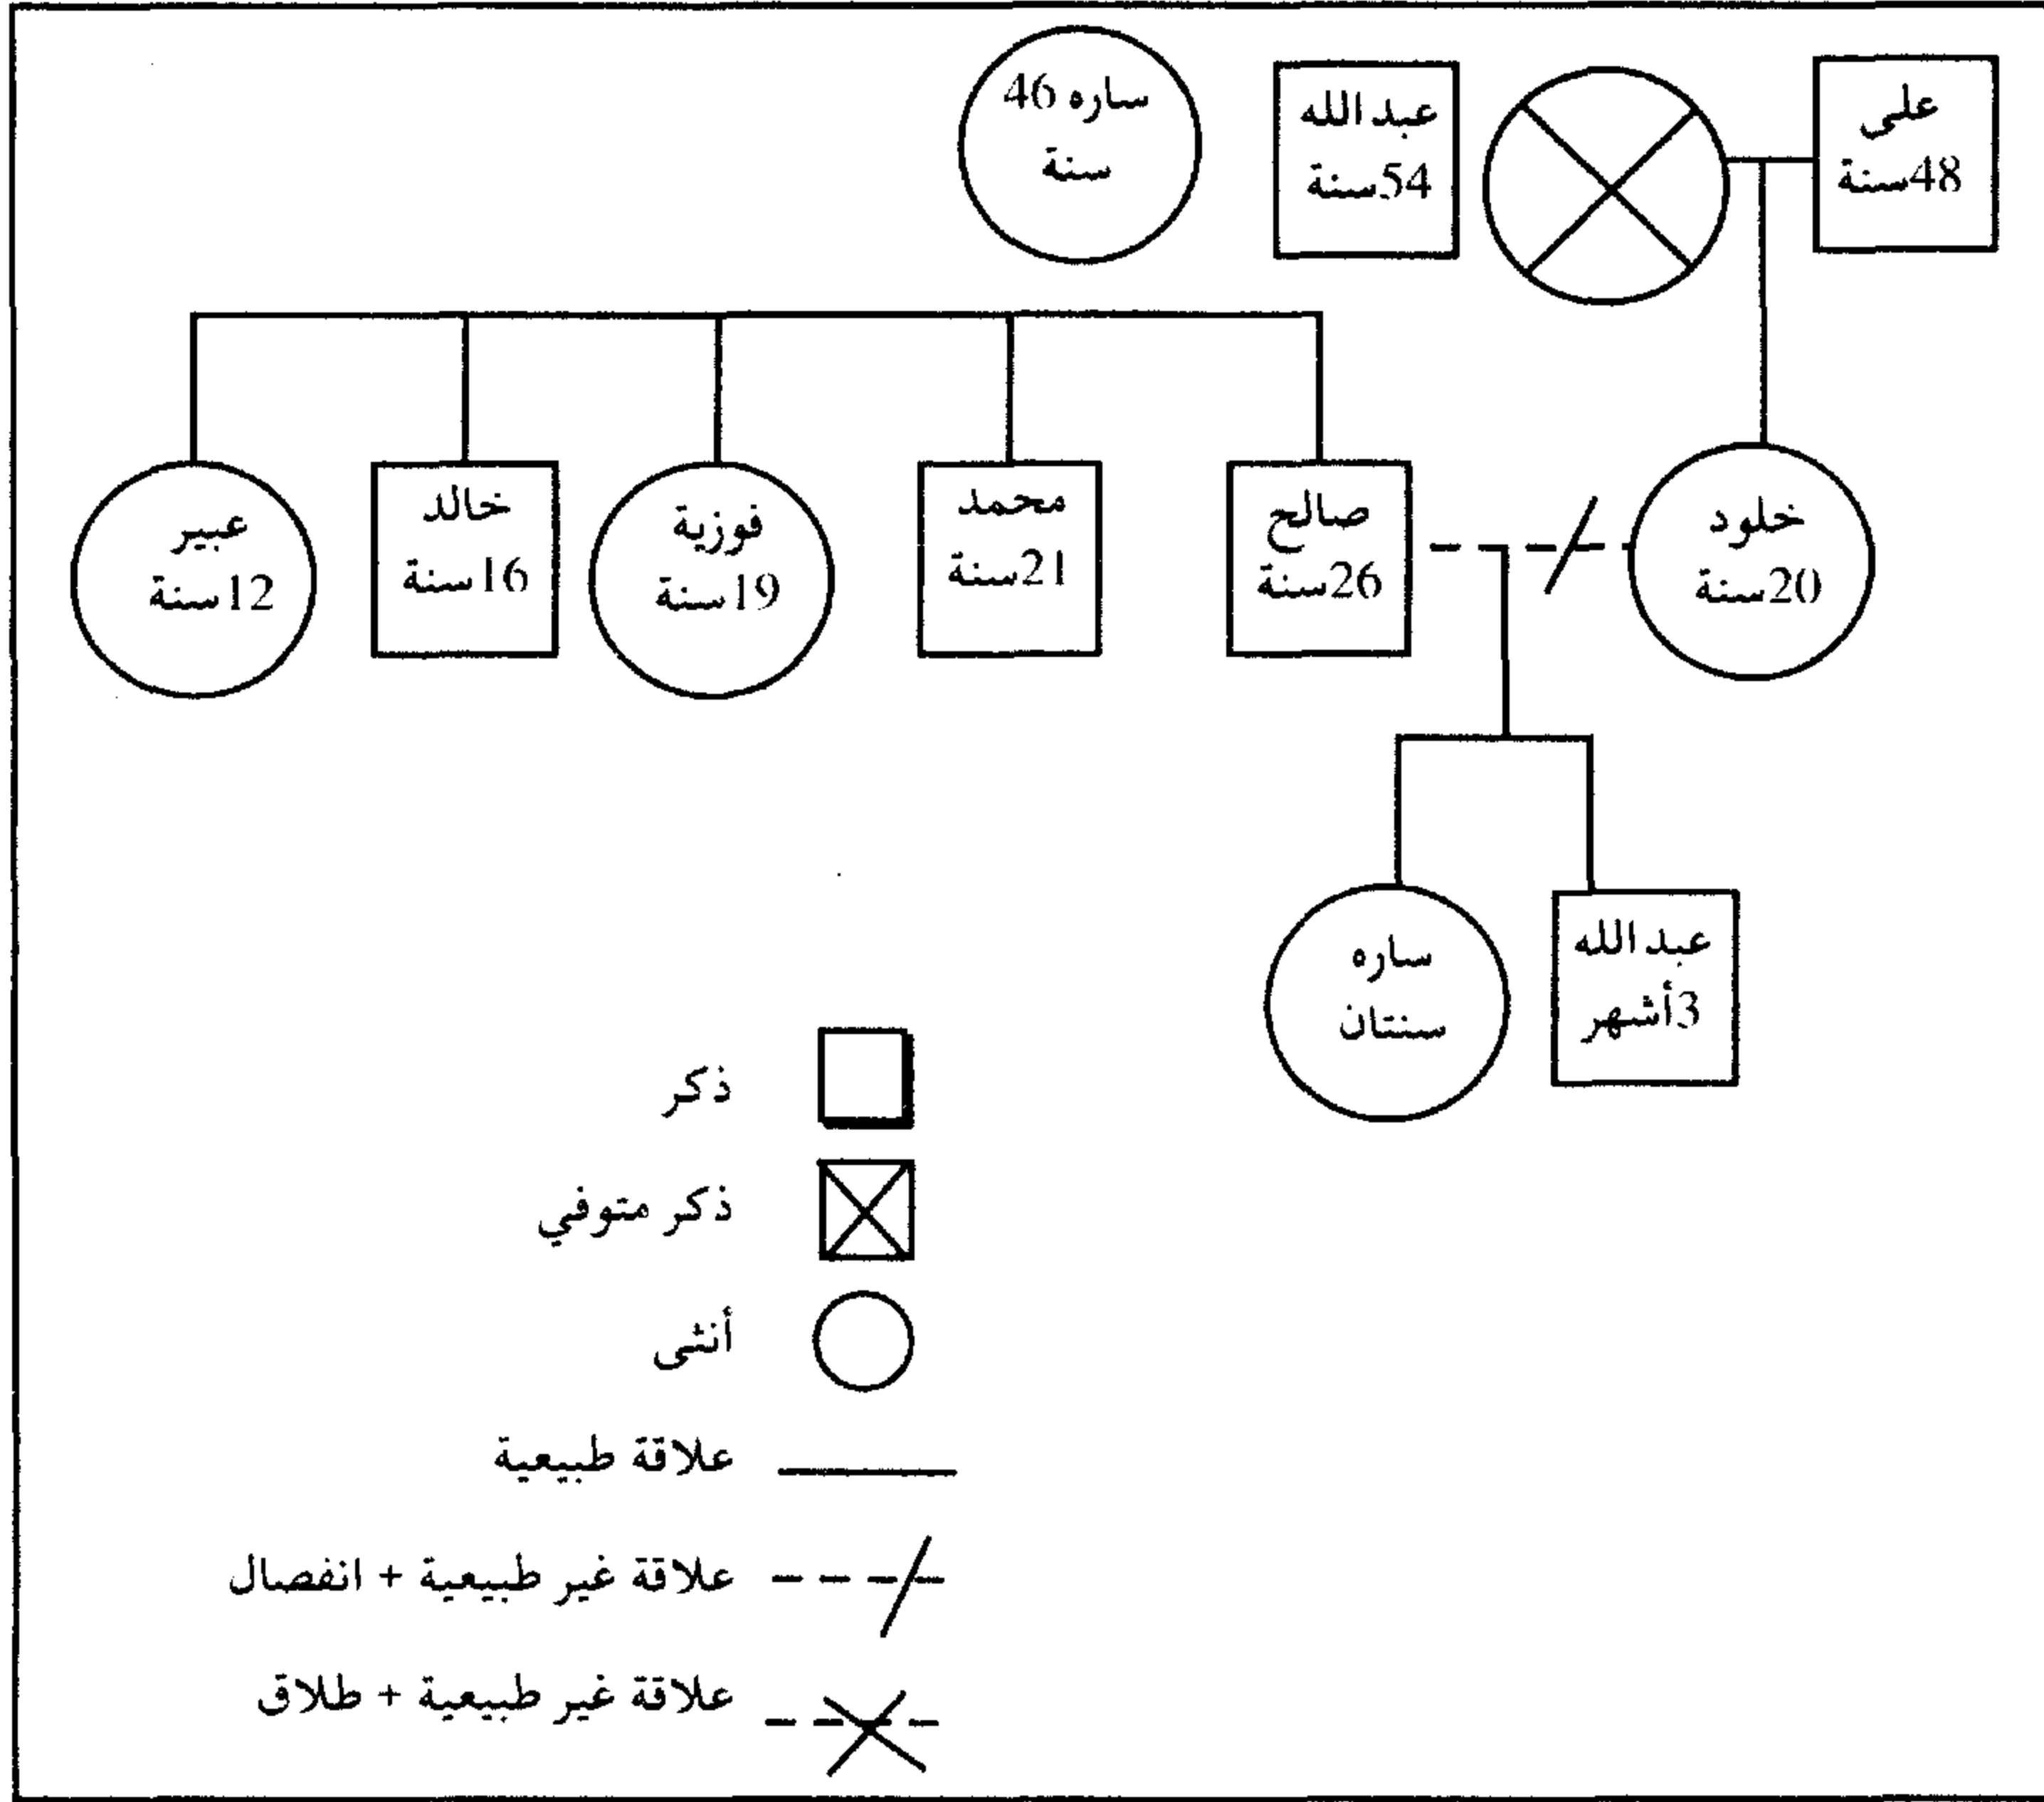 على
48سنة
عبد الله
54سنة
ساره 46
سنة
خلود
20سنة
صالح
26سنة
محمد
21سنة
فوزية
19سنة
خالد
16سنة
عبير
12سنة
عبد الله
3أشهر
ساره
سنتان
ذكر
ذكر متوفي
أنثى
علاقة طبيعية
علاقة غير طبيعية + انفصال
علاقة غير طبيعية + طلاق